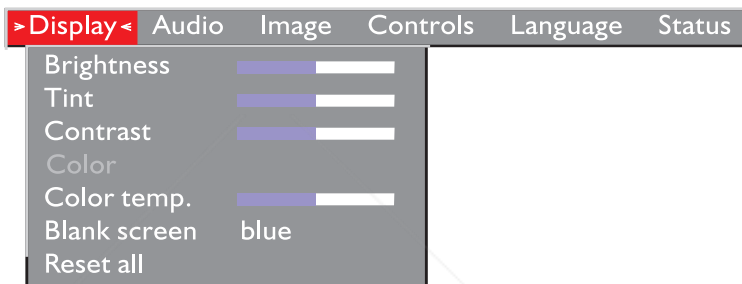 >Display< Audio Image Controls Language Status
Brightness
Tint
Contrast
Color
Color temp.
Blank screen blue
Reset all